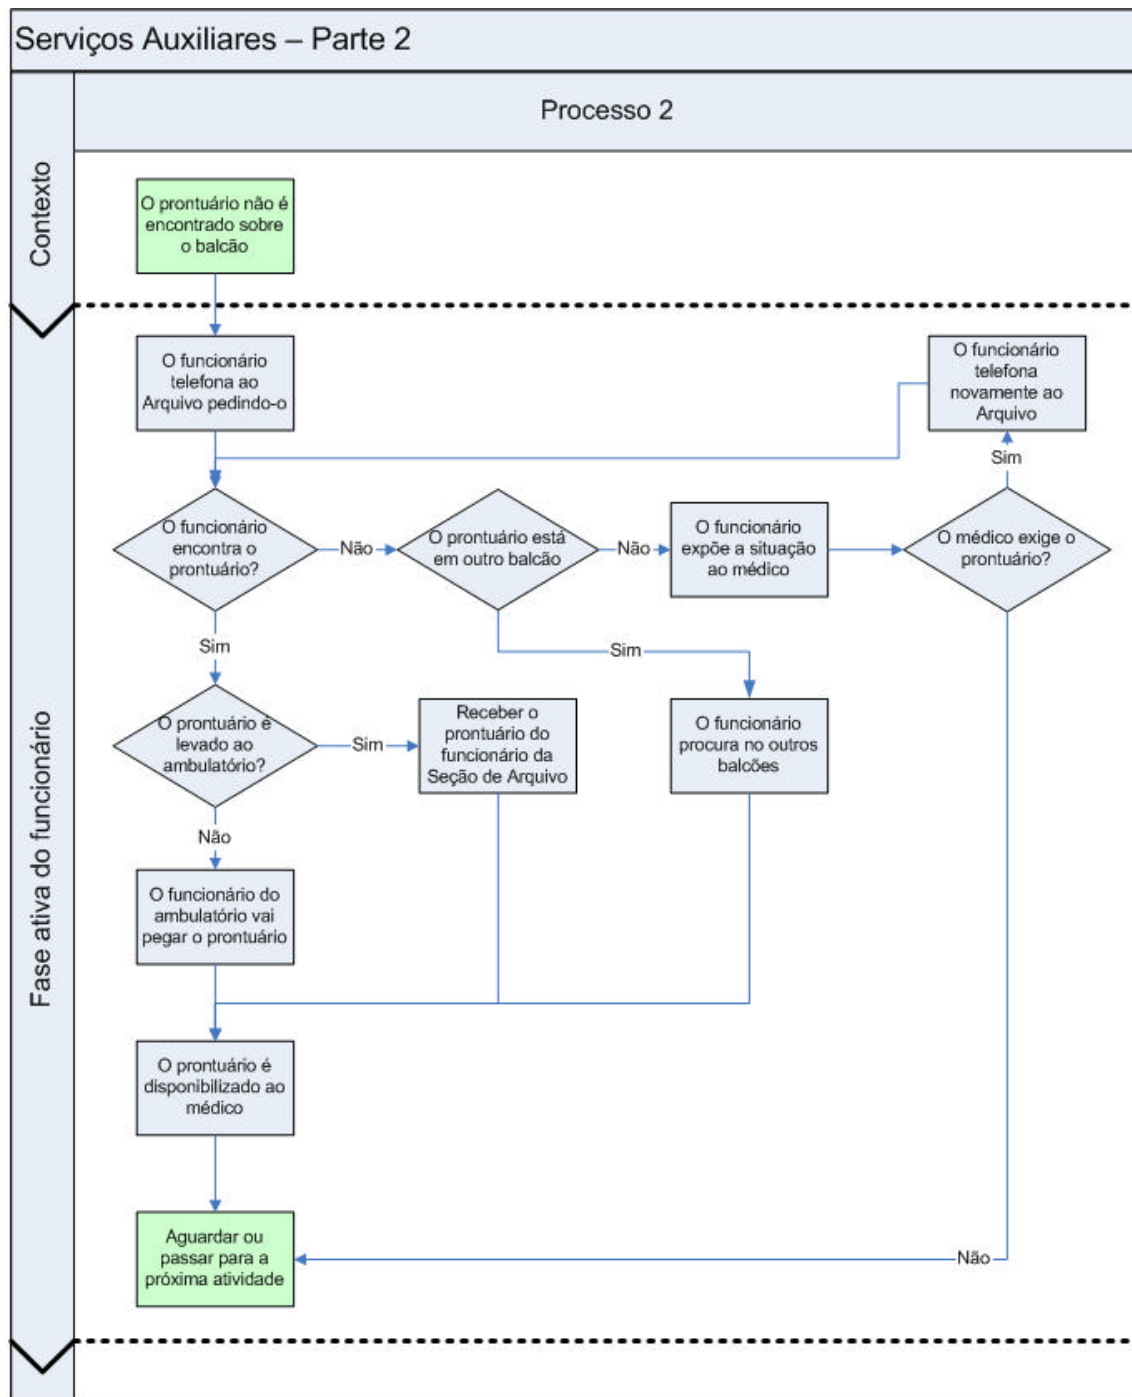 Serviços Auxiliares – Parte 2
Processo 2
Contexto
O prontuário não é
encontrado sobre
o balcão
Fase ativa do funcionário
O funcionário
telefona ao
Arquivo pedindo-o
O funcionário
telefona
novamente ao
Arquivo
Sim
O funcionário
encontra o
prontuário?
Não
O prontuário está
em outro balcão
Não
O funcionário
expõe a situação
ao médico
O médico exige o
prontuário?
Sim
Sim
O prontuário é
levado ao
ambulatório?
Sim
Receber o
prontuário do
funcionário da
Seção de Arquivo
O funcionário
procura no outros
balcões
Não
O funcionário do
ambulatório vai
pegar o prontuário
O prontuário é
disponibilizado ao
médico
Aguardar ou
passar para a
próxima atividade
Não